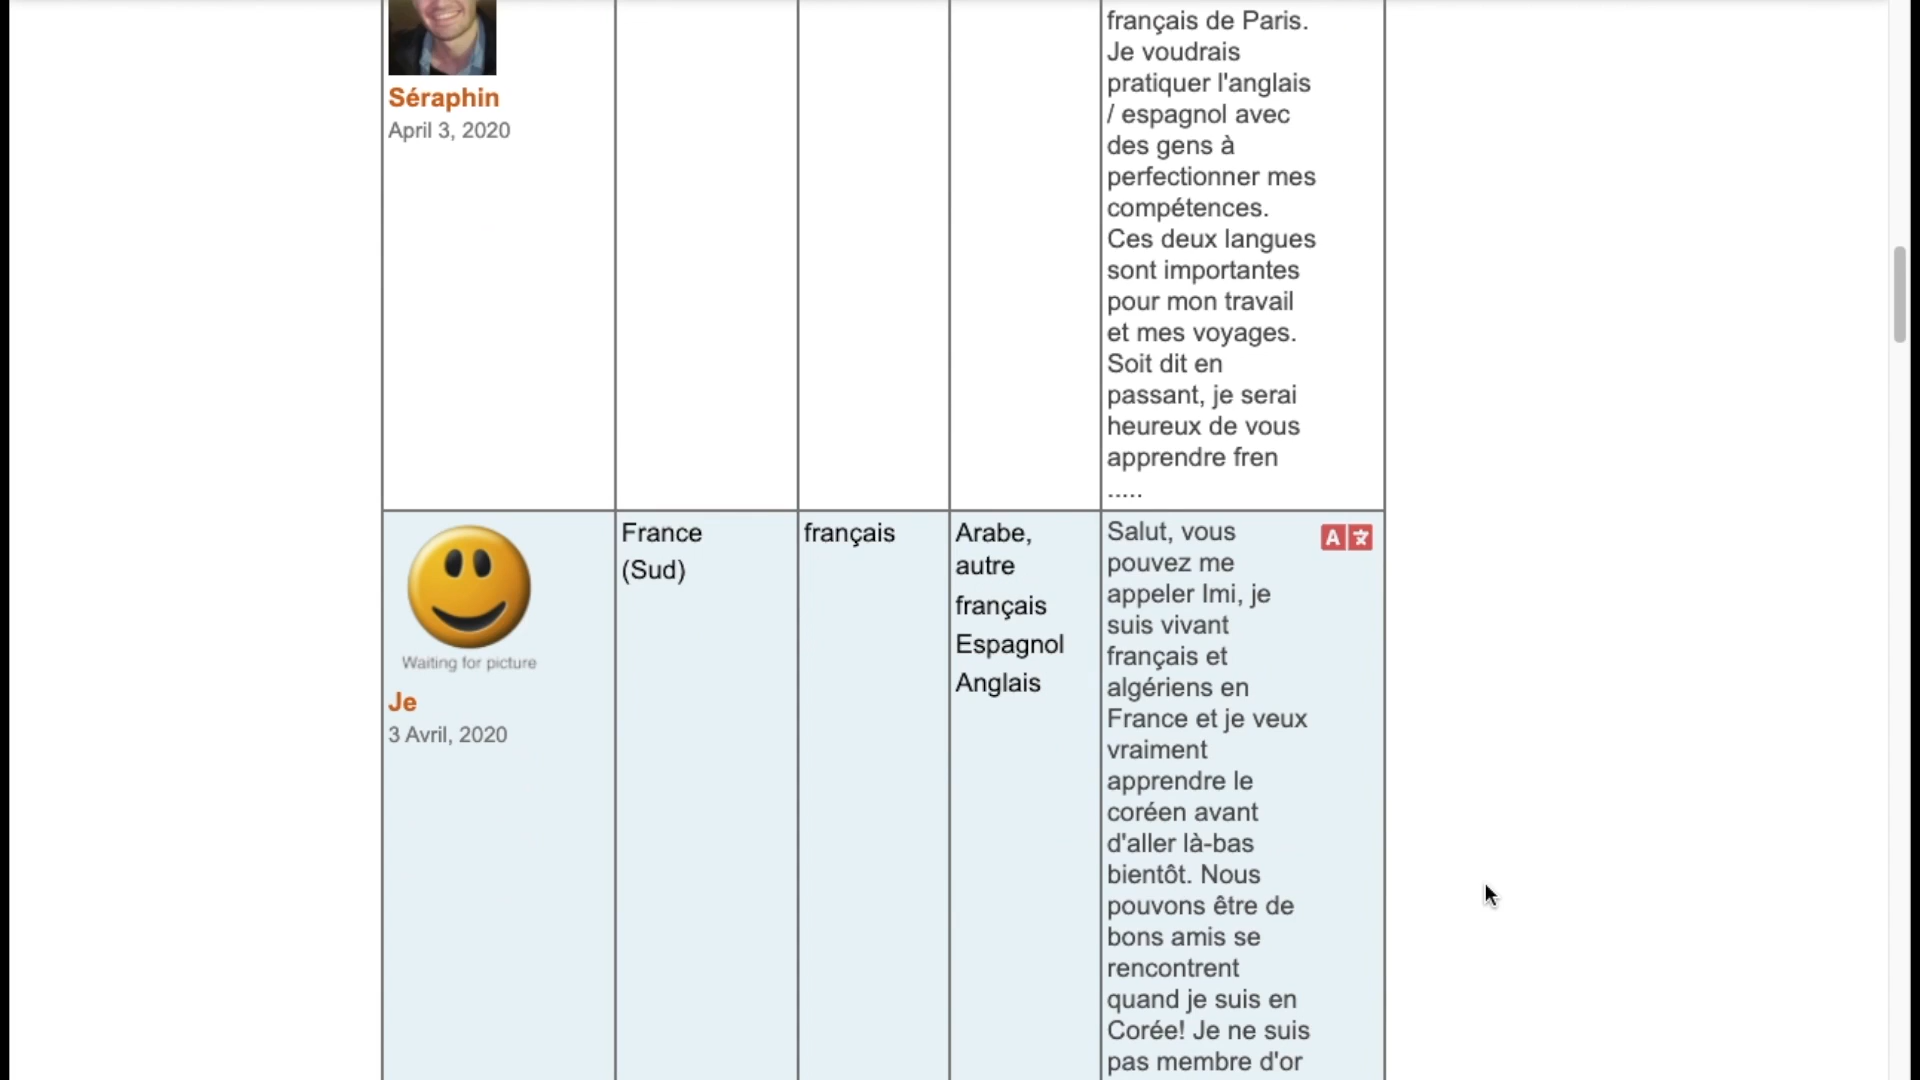 français de Paris.
Je voudrais
pratiquer l'anglais
/ espagnol avec
des gens à
perfectionner mes
compétences.
Ces deux langues
sont importantes
pour mon travail
et mes voyages.
Soit dit en
passant, je serai
heureux de vous
apprendre fren
.....
Séraphin
April 3, 2020
Waiting for picture
Je
3 Avril, 2020
France
(Sud)
français
Arabe,
autre
français
Espagnol
Anglais
Salut, vous
pouvez me
appeler Imi, je
suis vivant
français et
algériens en
France et je veux
vraiment
apprendre le
coréen avant
d'aller là-bas
bientôt. Nous
pouvons être de
bons amis se
rencontrent
quand je suis en
Corée! Je ne suis
pas membre d'or
A文